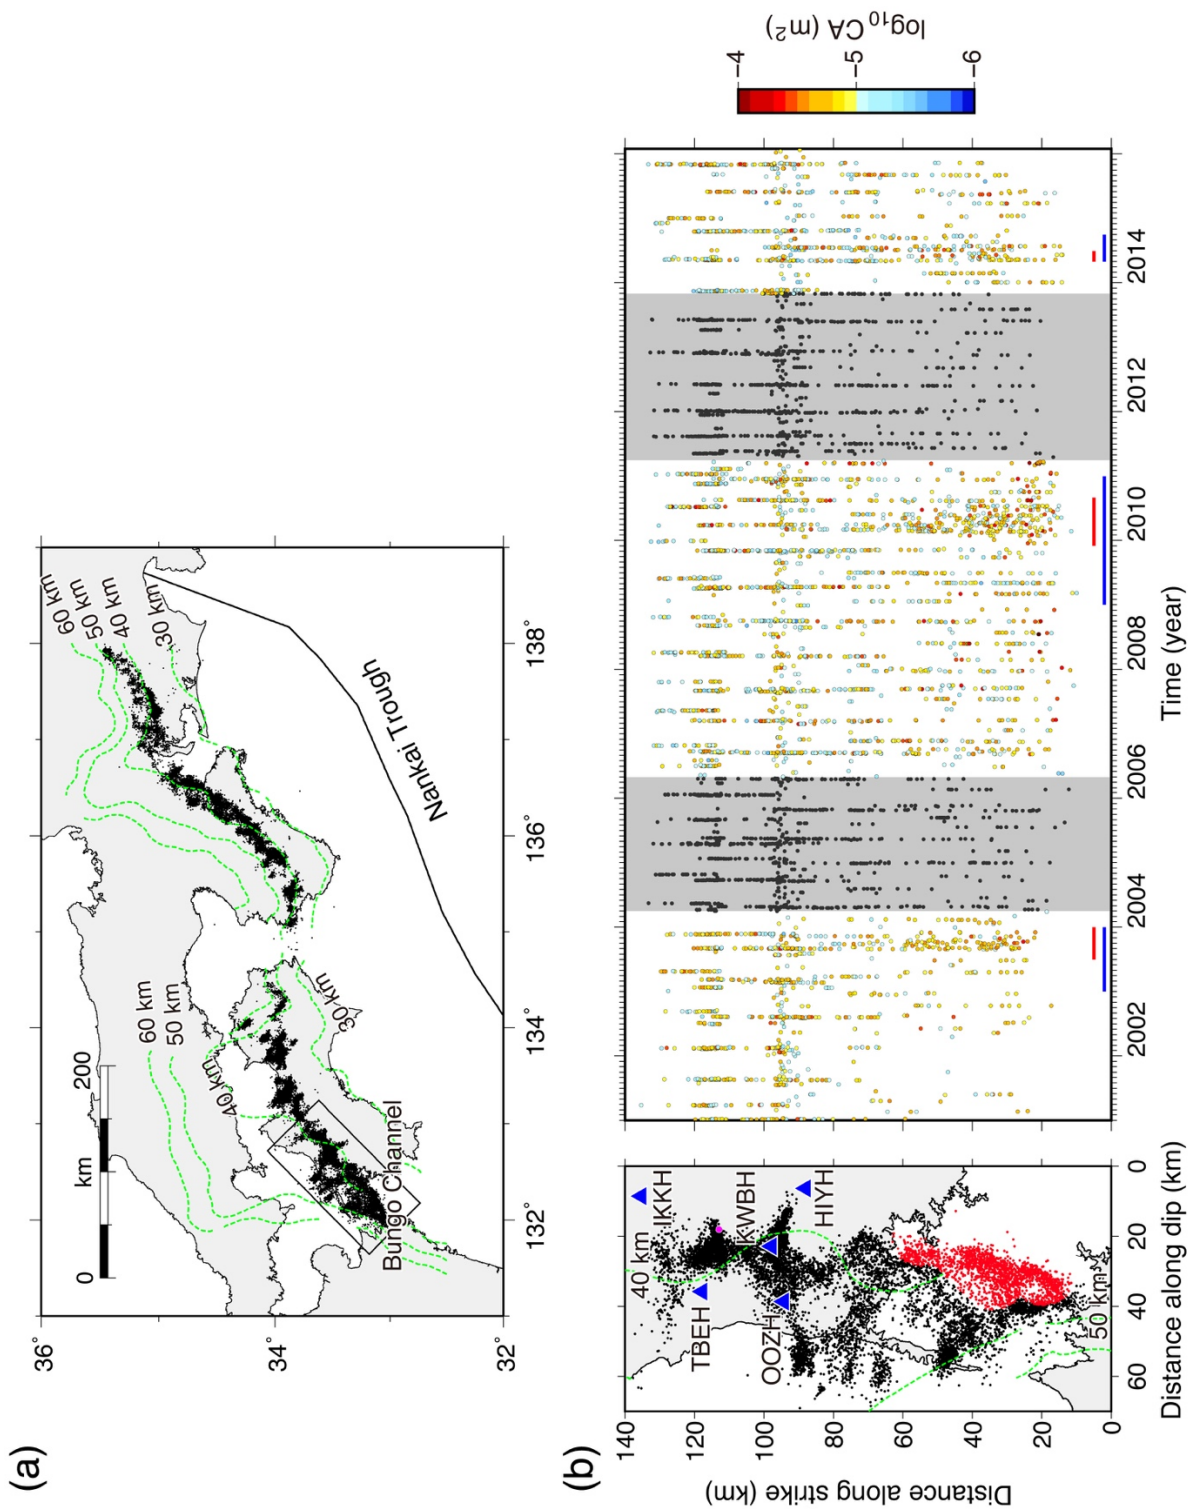 (a)
36°
34°
32°
132°
134°
136°
138°
0
km
200
60 km
50 km
40 km
30 km
60 km
50 km
40 km
30 km
Bungo Channel
Nankai Trough
(b)
Distance along strike (km)
140
120
100
80
60
40
20
0
60
40
20
0
Distance along dip (km)
40 km
50 km
IKKH
TBEH
KWBH
OOZH
HIYH
2002
2004
2006
2008
2010
2012
2014
Time (year)
−4
−5
−6
log₁₀CA (m²)